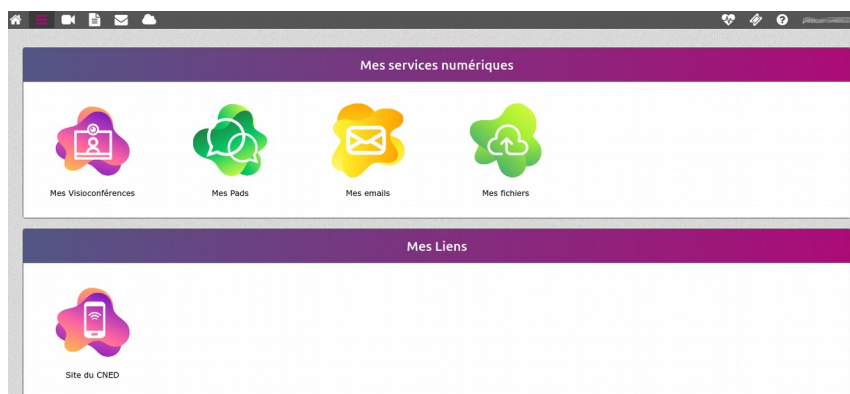 Mes services numériques
Mes Visioconférences
Mes Pads
Mes emails
Mes fichiers
Mes Liens
Site du CNED